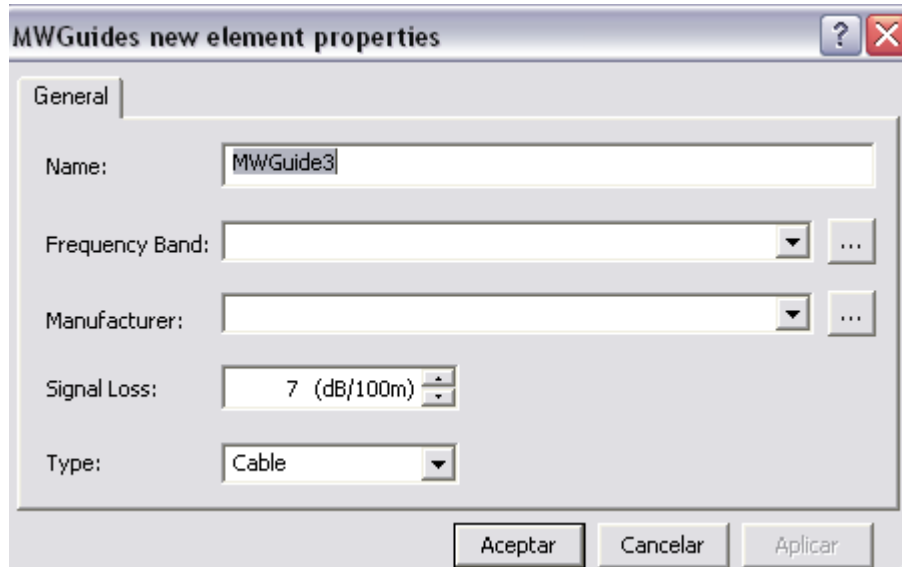 MWGuides new element properties
General
Name: MWGuide3
Frequency Band: ...
Manufacturer: ...
Signal Loss: 7 (dB/100m)
Type: Cable
Aceptar Cancelar Aplicar